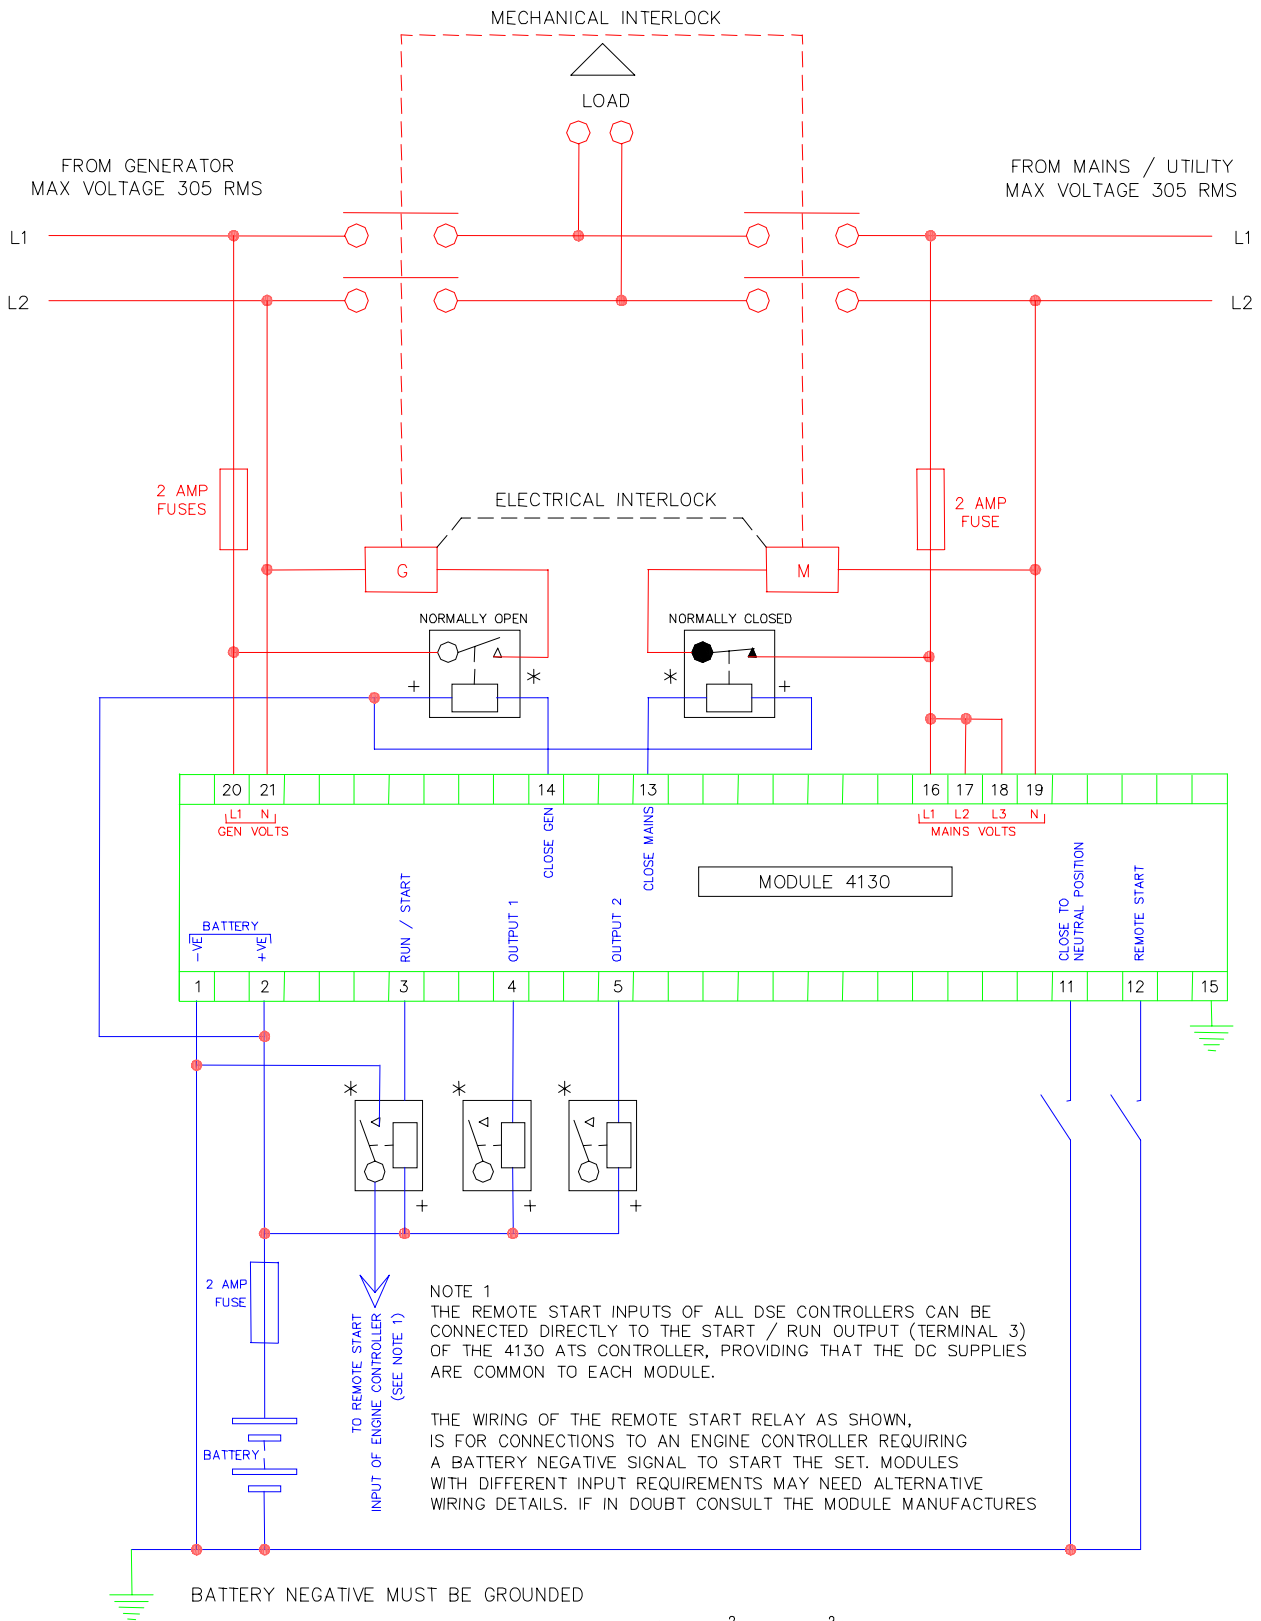 MECHANICAL INTERLOCK
LOAD
FROM GENERATOR
MAX VOLTAGE 305 RMS
FROM MAINS / UTILITY
MAX VOLTAGE 305 RMS
L1
L1
L2
L2
2 AMP
FUSES
ELECTRICAL INTERLOCK
2 AMP
FUSE
G
M
NORMALLY OPEN
NORMALLY CLOSED
*
*
+
+
20
21
14
13
16
17
18
19
L1 N
GEN VOLTS
CLOSE GEN
CLOSE MAINS
L1 L2 L3 N
MAINS VOLTS
MODULE 4130
BATTERY
-VE
+VE
RUN / START
OUTPUT 1
OUTPUT 2
CLOSE TO
NEUTRAL POSITION
REMOTE START
1
2
3
4
5
11
12
15
*
*
*
+
+
+
2 AMP
FUSE
TO REMOTE START
INPUT OF ENGINE CONTROLLER
(SEE NOTE 1)
NOTE 1
THE REMOTE START INPUTS OF ALL DSE CONTROLLERS CAN BE
CONNECTED DIRECTLY TO THE START / RUN OUTPUT (TERMINAL 3)
OF THE 4130 ATS CONTROLLER, PROVIDING THAT THE DC SUPPLIES
ARE COMMON TO EACH MODULE.
THE WIRING OF THE REMOTE START RELAY AS SHOWN,
IS FOR CONNECTIONS TO AN ENGINE CONTROLLER REQUIRING
A BATTERY NEGATIVE SIGNAL TO START THE SET. MODULES
WITH DIFFERENT INPUT REQUIREMENTS MAY NEED ALTERNATIVE
WIRING DETAILS. IF IN DOUBT CONSULT THE MODULE MANUFACTURES
BATTERY
BATTERY NEGATIVE MUST BE GROUNDED
2 2